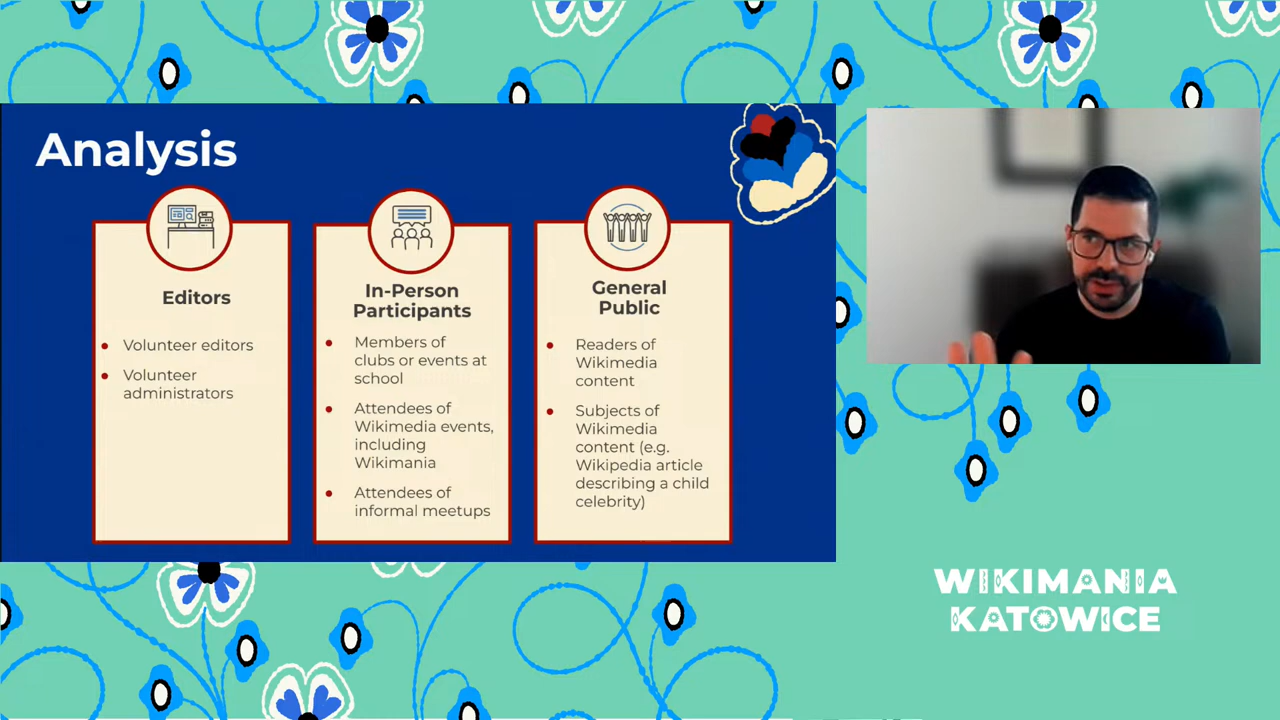 Analysis
Editors
Volunteer editors
Volunteer
administrators
In-Person
Participants
Members of
clubs or events at
school
Attendees of
Wikimedia events,
including
Wikimania
Attendees of
informal meetups
General
Public
Readers of
Wikimedia
content
Subjects of
Wikimedia
content (e.g.
Wikipedia article
describing a child
celebrity)
WIKIMANIA
KATOWICE